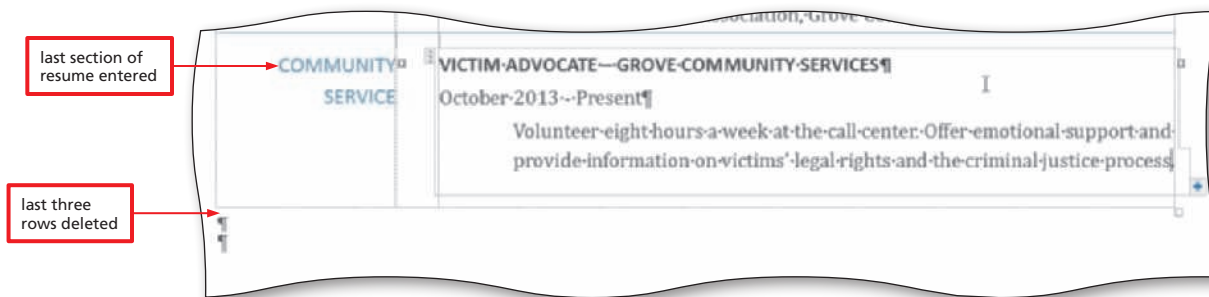 last section of
resume entered
COMMUNITY
SERVICE
VICTIM·ADVOCATE–·GROVE·COMMUNITY·SERVICES¶
October·2013·-·Present¶
Volunteer·eight·hours·a·week·at·the·call·center.·Offer·emotional·support·and·
provide·information·on·victims'·legal·rights·and·the·criminal·justice·process
last three
rows deleted
¶
¶